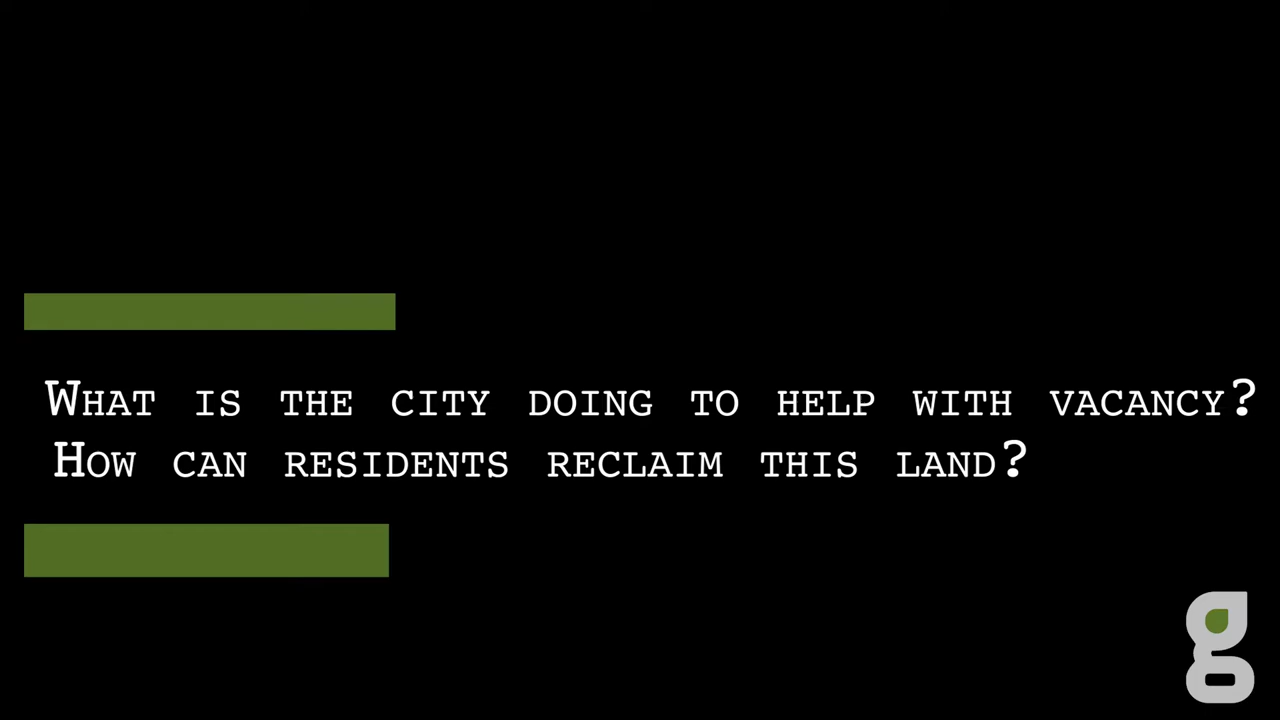 What is the city doing to help with vacancy?
How can residents reclaim this land?
g